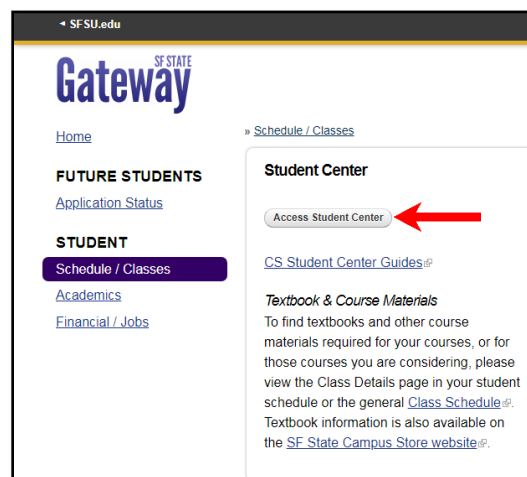 ◄ SFSU.edu
SF STATE
Gateway
Home
» Schedule / Classes
FUTURE STUDENTS
Application Status
STUDENT
Schedule / Classes
Academics
Financial / Jobs
Student Center
Access Student Center
CS Student Center Guides
Textbook & Course Materials
To find textbooks and other course
materials required for your courses, or for
those courses you are considering, please
view the Class Details page in your student
schedule or the general Class Schedule.
Textbook information is also available on
the SF State Campus Store website.